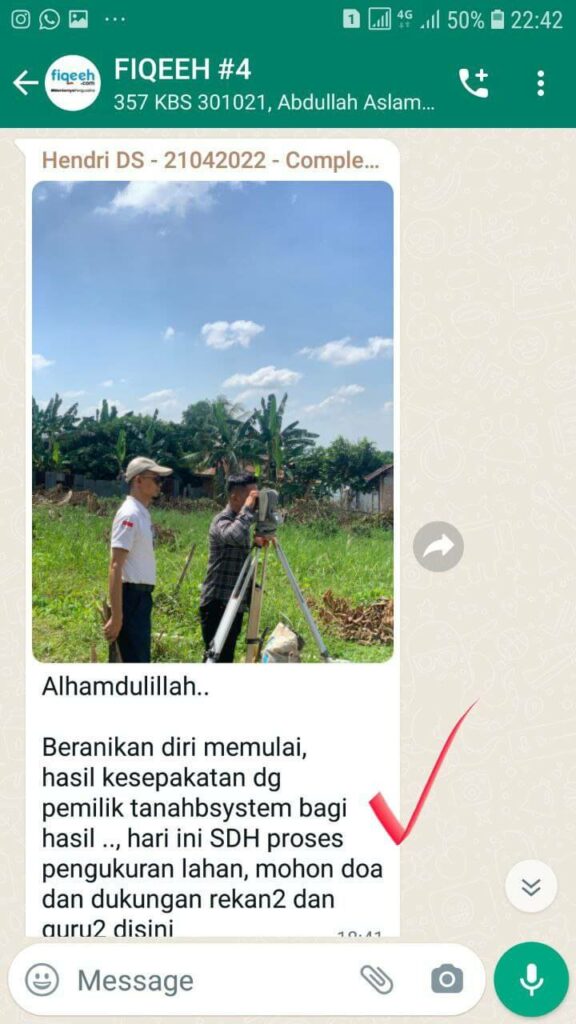 1 4G 50% 22:42
fiqeeh
.com
FIQEEH #4
357 KBS 301021, Abdullah Aslam...
Hendri DS - 21042022 - Comple...
Alhamdulillah..
Beranikan diri memulai,
hasil kesepakatan dg
pemilik tanahbsystem bagi
hasil .., hari ini SDH proses
pengukuran lahan, mohon doa
dan dukungan rekan2 dan
guru2 disini
18:41
Message